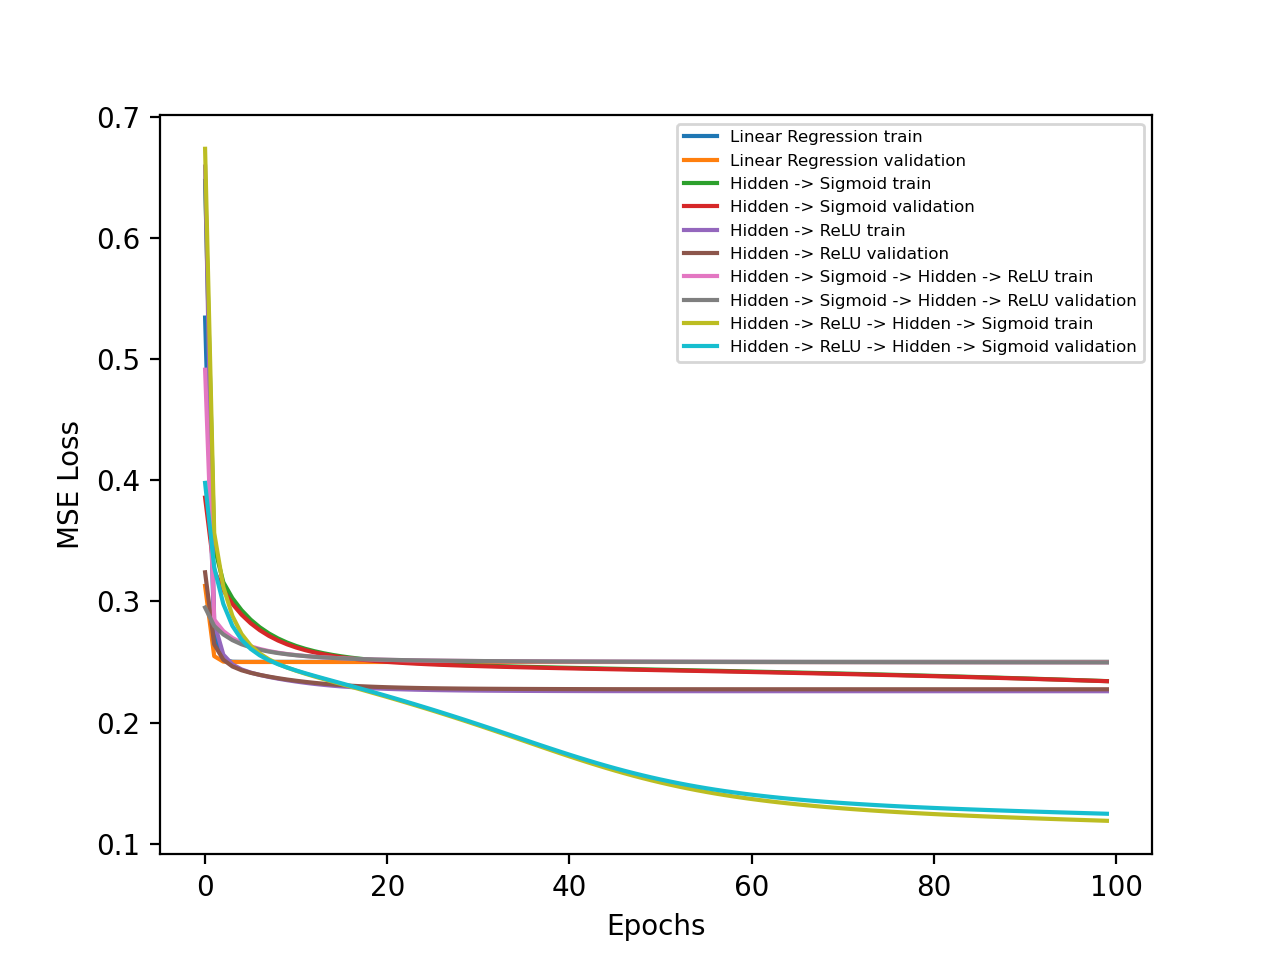 0.7
0.6
0.5
0.4
0.3
0.2
0.1
MSE Loss
0 20 40 60 80 100
Epochs
Linear Regression train
Linear Regression validation
Hidden -> Sigmoid train
Hidden -> Sigmoid validation
Hidden -> ReLU train
Hidden -> ReLU validation
Hidden -> Sigmoid -> Hidden -> ReLU train
Hidden -> Sigmoid -> Hidden -> ReLU validation
Hidden -> ReLU -> Hidden -> Sigmoid train
Hidden -> ReLU -> Hidden -> Sigmoid validation